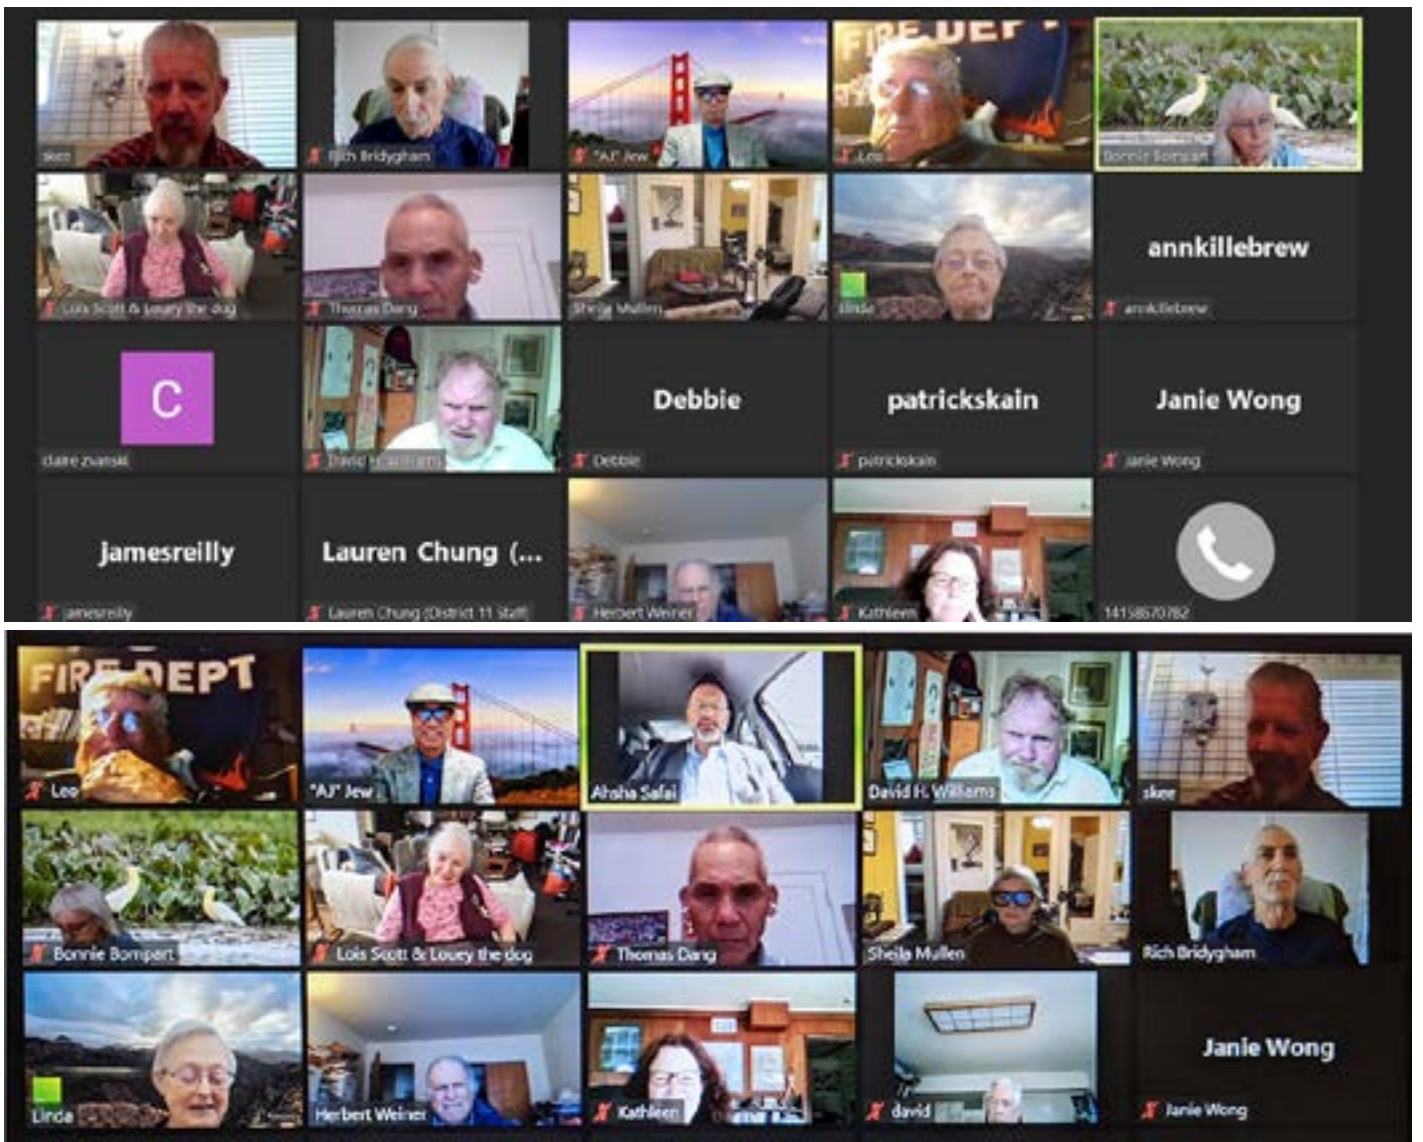 FIRE DEPT
skee
Rich Bridygham
"AJ" Jew
Leo
Bonnie Bompart
Lois Scott & Louey the dog
Thomas Dang
Sheila Mullen
Linda
annkillebrew
annkillebrew
C
claire zvanski
David H. Williams
Debbie
Debbie
patrickskain
patrickskain
Janie Wong
Janie Wong
jamesreilly
jamesreilly
Lauren Chung (...
Lauren Chung (District 11 Staff)
Herbert Weiner
Kathleen
14158670782
FIRE DEPT
Leo
"AJ" Jew
Ahsha Safai
David H. Williams
skee
Bonnie Bompart
Lois Scott & Louey the dog
Thomas Dang
Sheila Mullen
Rich Bridygham
Linda
Herbert Weiner
Kathleen
david
Janie Wong
Janie Wong